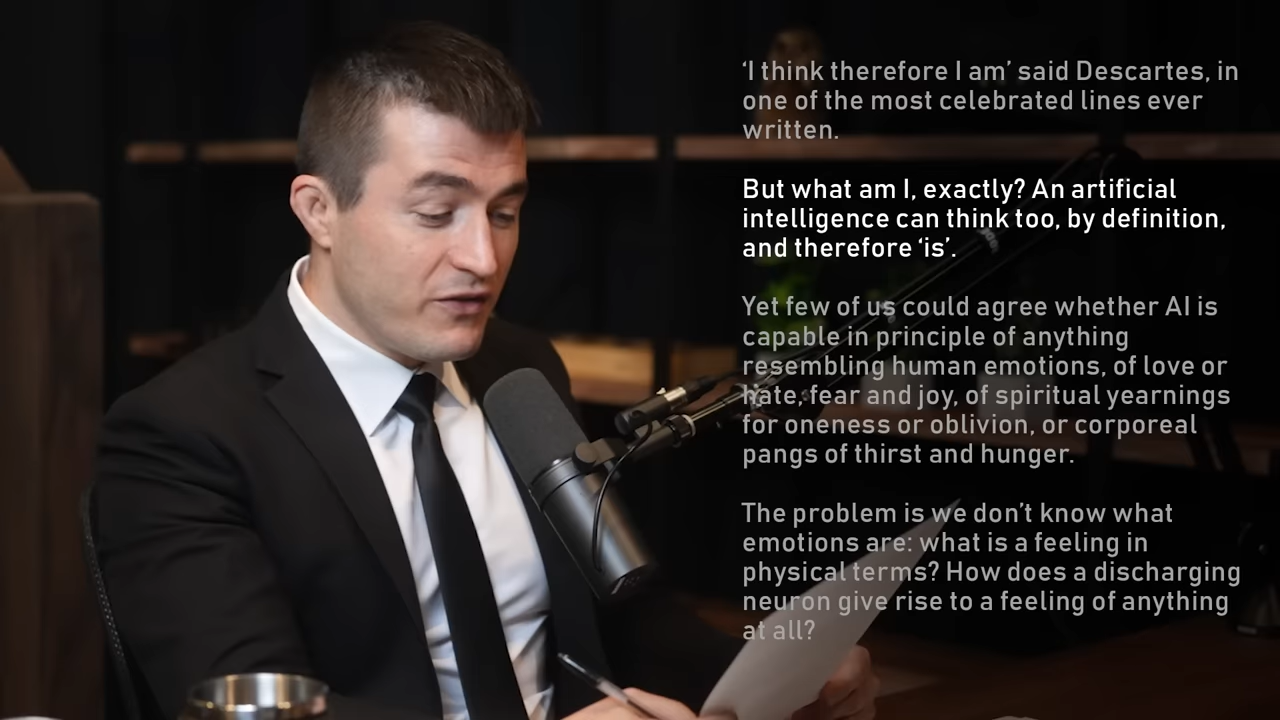 ‘I think therefore I am’ said Descartes, in
one of the most celebrated lines ever
written.
But what am I, exactly? An artificial
intelligence can think too, by definition,
and therefore ‘is’.
Yet few of us could agree whether AI is
capable in principle of anything
resembling human emotions, of love or
hate, fear and joy, of spiritual yearnings
for oneness or oblivion, or corporeal
pangs of thirst and hunger.
The problem is we don’t know what
emotions are: what is a feeling in
physical terms? How does a discharging
neuron give rise to a feeling of anything
at all?